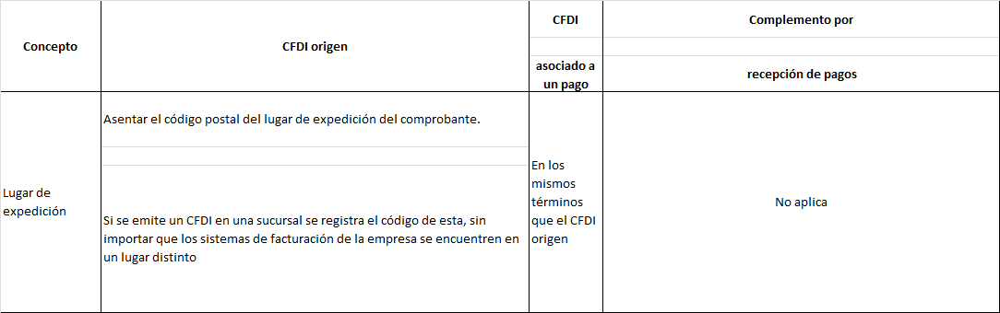 Concepto
CFDI origen
CFDI
asociado a
un pago
Complemento por
recepción de pagos
Lugar de
expedición
Asentar el código postal del lugar de expedición del comprobante.
Si se emite un CFDI en una sucursal se registra el código de esta, sin
importar que los sistemas de facturación de la empresa se encuentren en
un lugar distinto
En los
mismos
términos
que el CFDI
origen
No aplica